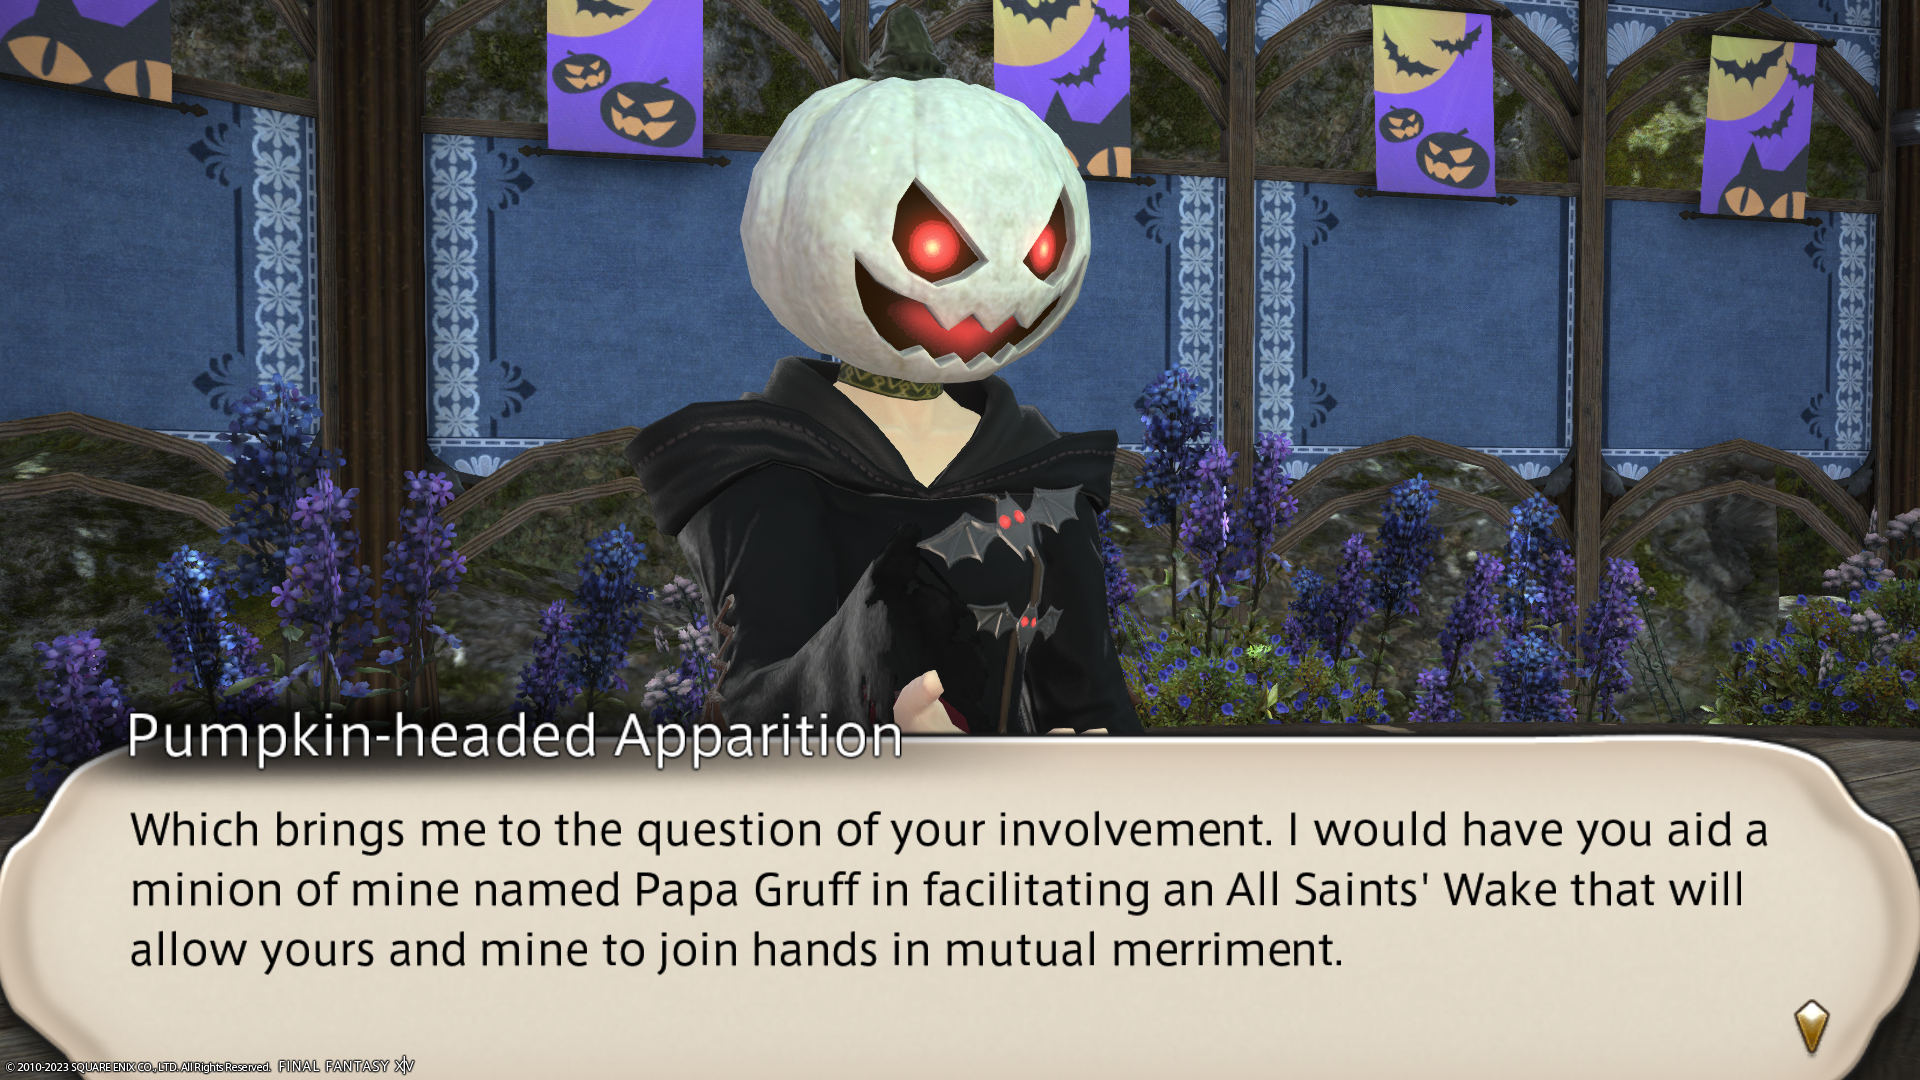 Pumpkin-headed Apparition
Which brings me to the question of your involvement. I would have you aid a
minion of mine named Papa Gruff in facilitating an All Saints' Wake that will
allow yours and mine to join hands in mutual merriment.
© 2010-2023 SQUARE ENIX CO., LTD. All Rights Reserved. FINAL FANTASY XIV